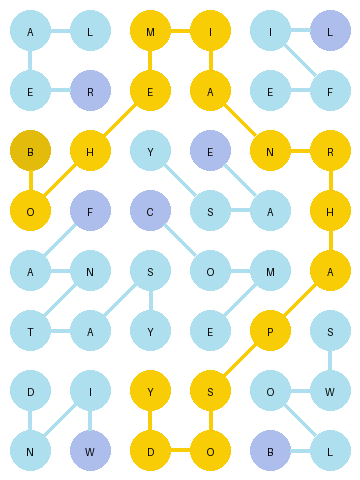 A L M I I L
E R E A E F
B H Y E N R
O F C S A H
A N S O M A
T A Y E P S
D I Y S O W
N W D O B L